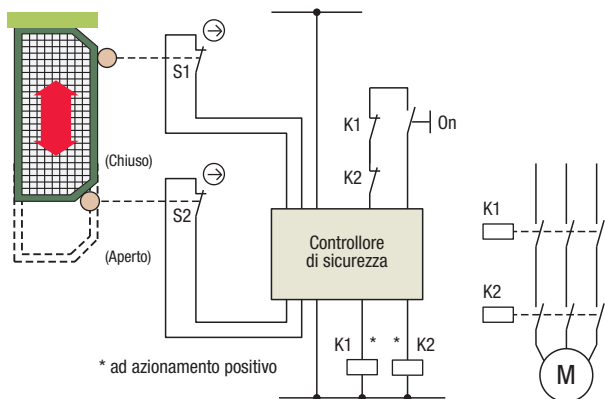 S1
(Chiuso)
S2
(Aperto)
K1
On
K2
Controllore
di sicurezza
K1
*
*
K2
* ad azionamento positivo
K1
K2
M